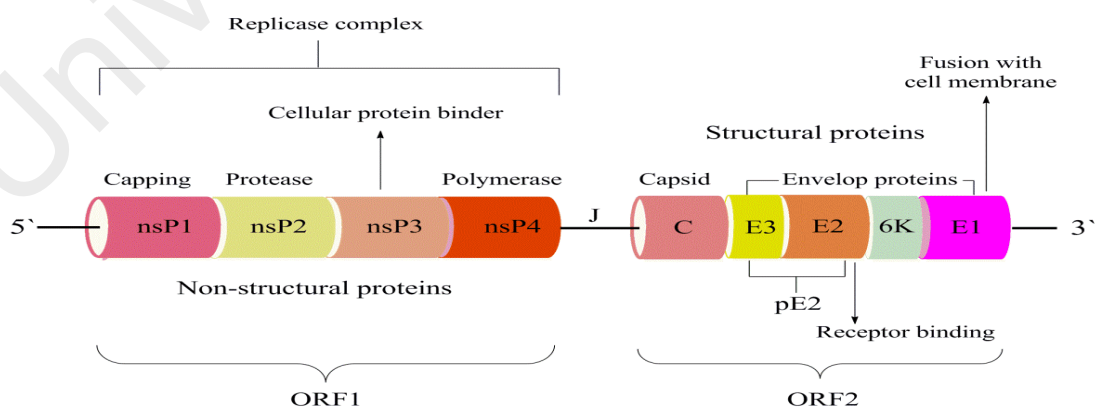 Univ
Replicase complex
Fusion with
cell membrane
Cellular protein binder
Structural proteins
Capping Protease Polymerase Capsid Envelop proteins
5` nsP1 nsP2 nsP3 nsP4 J C E3 E2 6K E1 3`
Non-structural proteins
pE2
Receptor binding
ORF1 ORF2